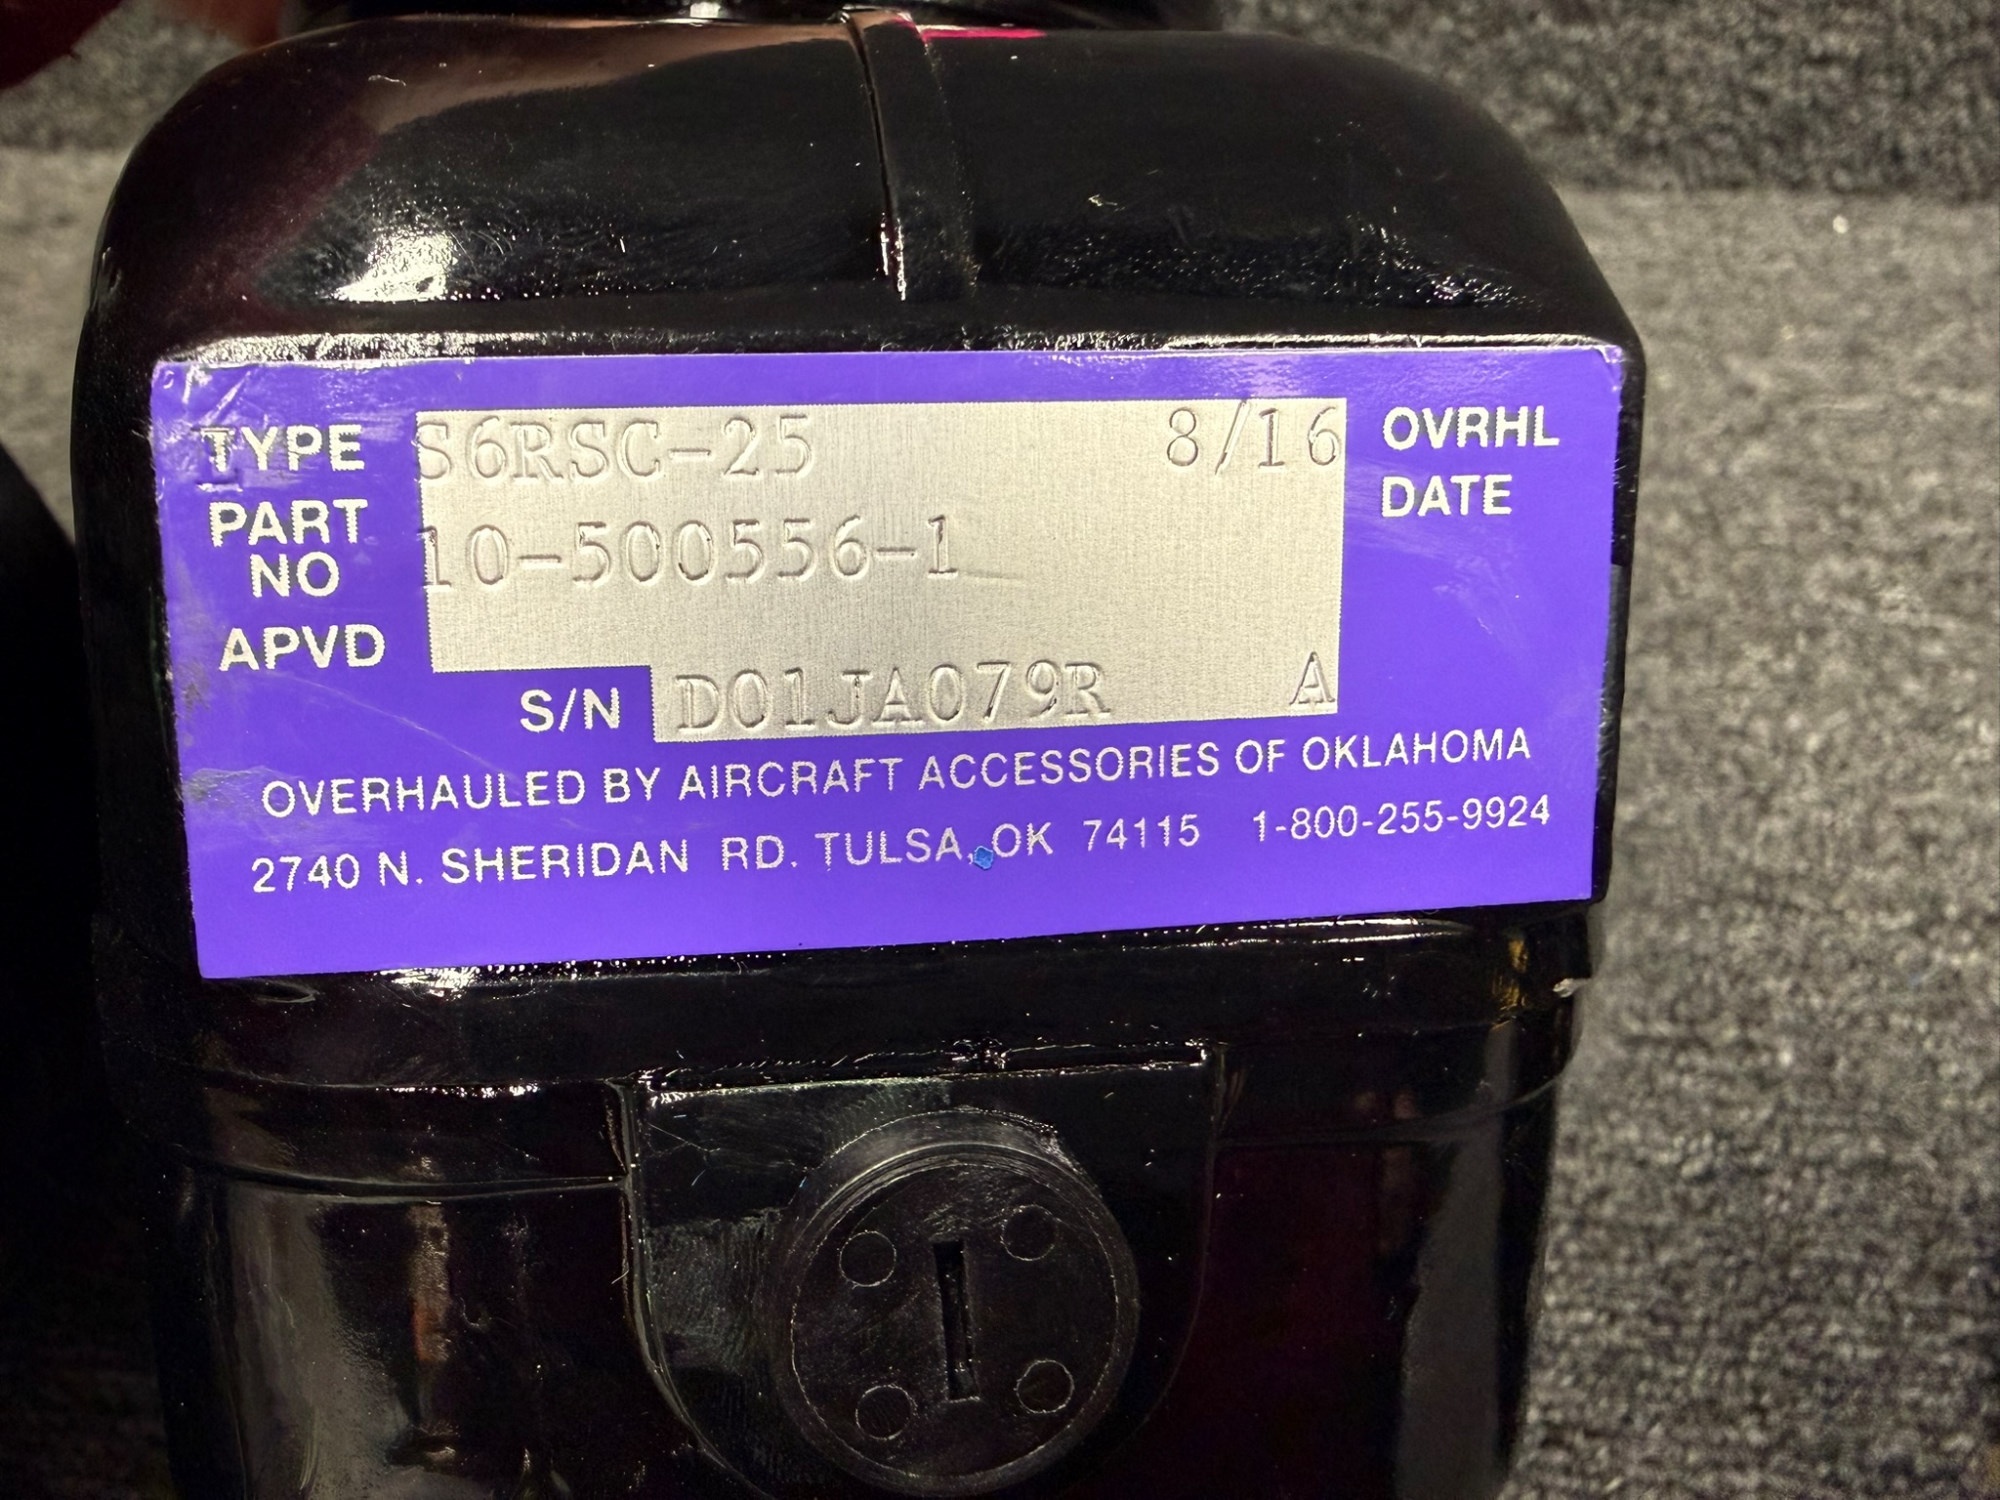 TYPE S6RSC-25 8/16 OVRHL DATE
PART NO 10-500556-1
APVD
S/N D01JA079R A
OVERHAULED BY AIRCRAFT ACCESSORIES OF OKLAHOMA
2740 N. SHERIDAN RD. TULSA, OK 74115 1-800-255-9924